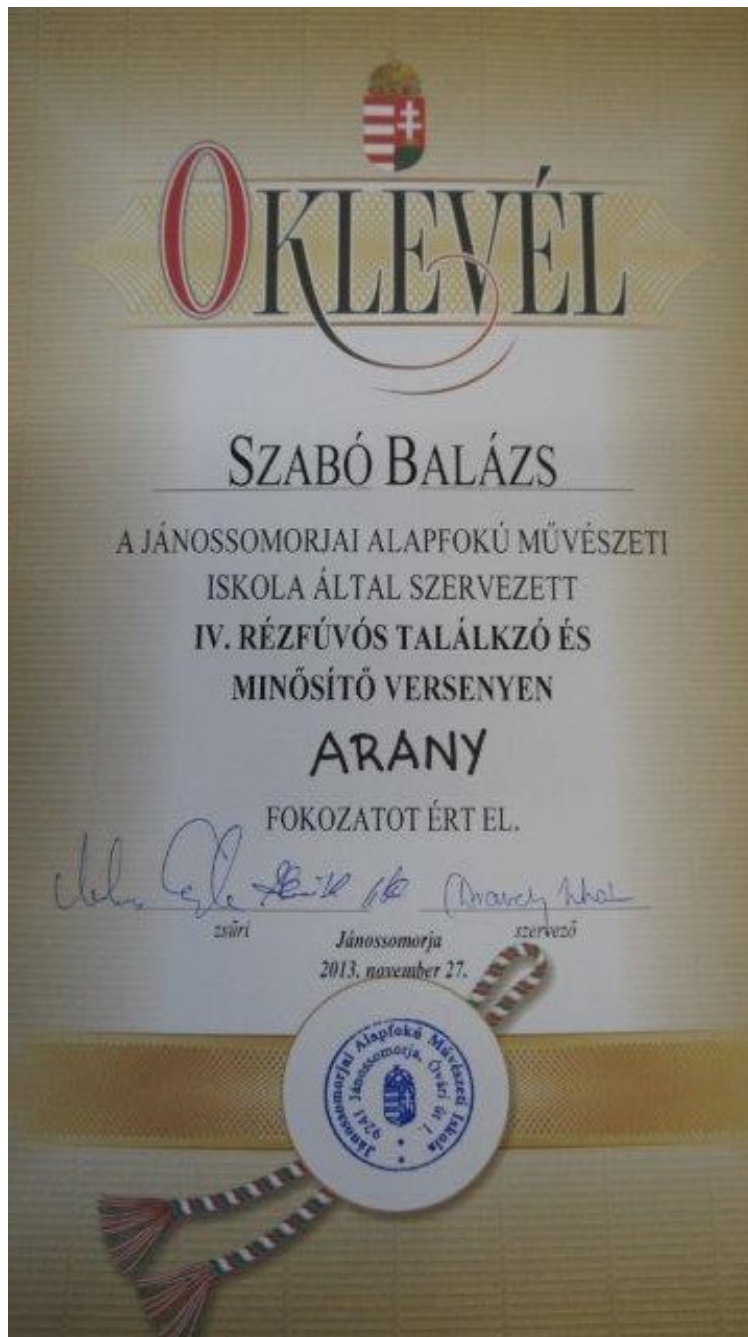 OKLEVÉL
SZABÓ BALÁZS
A JÁNOSSOMORJAI ALAPFOKÚ MŰVÉSZETI
ISKOLA ÁLTAL SZERVEZETT
IV. RÉZFÚVÓS TALÁLKZÓ ÉS
MINŐSÍTŐ VERSENYEN
ARANY
FOKOZATOT ÉRT EL.
zsűri
szervező
Jánossomorja
2013. november 27.
Jánossomorjai Alapfokú Művészeti Iskola
9241 Jánossomorja, Óvári út 1.